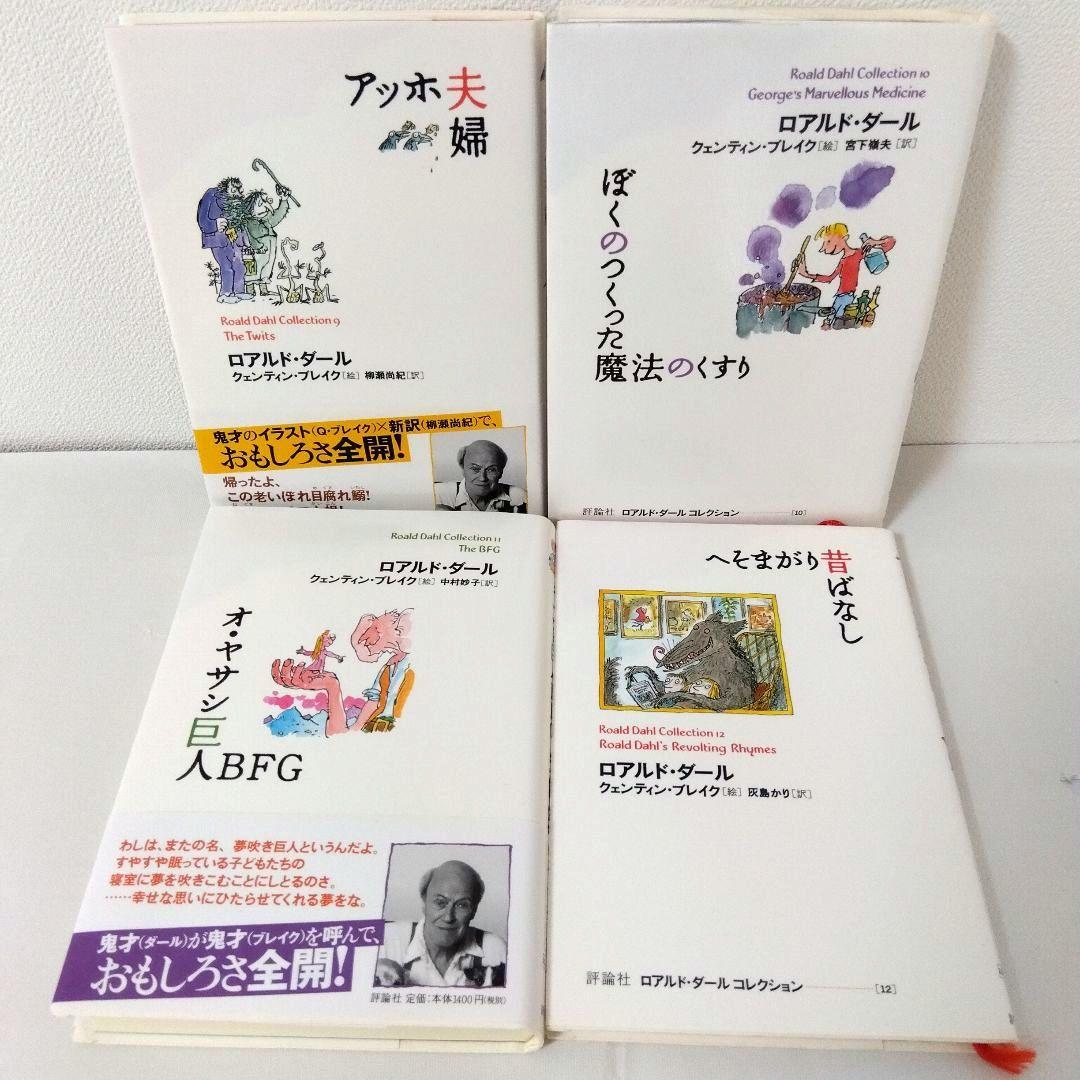 アッホ夫婦
Roald Dahl Collection 9
The Twits
ロアルド・ダール
クェンティン・ブレイク[絵] 柳瀬尚紀[訳]
鬼才のイラスト(Q・ブレイク)×新訳(柳瀬尚紀)で、
おもしろさ全開!
帰ったよ、
この老いぼれ目腐れ鰯!
Roald Dahl Collection 10
George's Marvellous Medicine
ロアルド・ダール
クェンティン・ブレイク[絵] 宮下嶺夫[訳]
ぼくのつくった
魔法のくすり
評論社 ロアルド・ダール コレクション [10]
Roald Dahl Collection 11
The BFG
ロアルド・ダール
クェンティン・ブレイク[絵] 中村妙子[訳]
オ・ヤサシ巨人BFG
わしは、またの名、夢吹き巨人というんだよ。
すやすや眠っている子どもたちの
寝室に夢を吹きこむことにしとるのさ。
……幸せな思いにひたらせてくれる夢をな。
鬼才(ダール)が鬼才(ブレイク)を呼んで、
おもしろさ全開!
評論社 定価:本体1400円(税別)
へそまがり昔ばなし
Roald Dahl Collection 12
Roald Dahl's Revolting Rhymes
ロアルド・ダール
クェンティン・ブレイク[絵] 灰島かり[訳]
評論社 ロアルド・ダール コレクション [12]